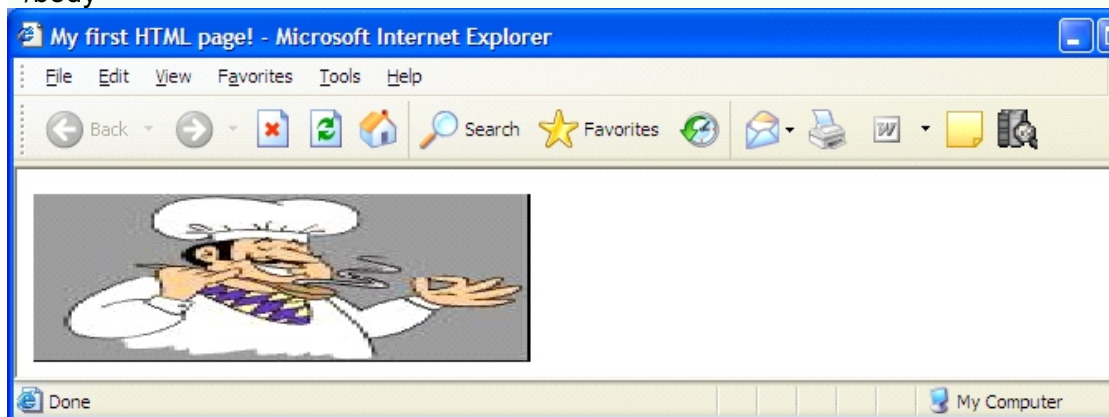 /body
My first HTML page! - Microsoft Internet Explorer
File Edit View Favorites Tools Help
Back Search Favorites W
Done My Computer